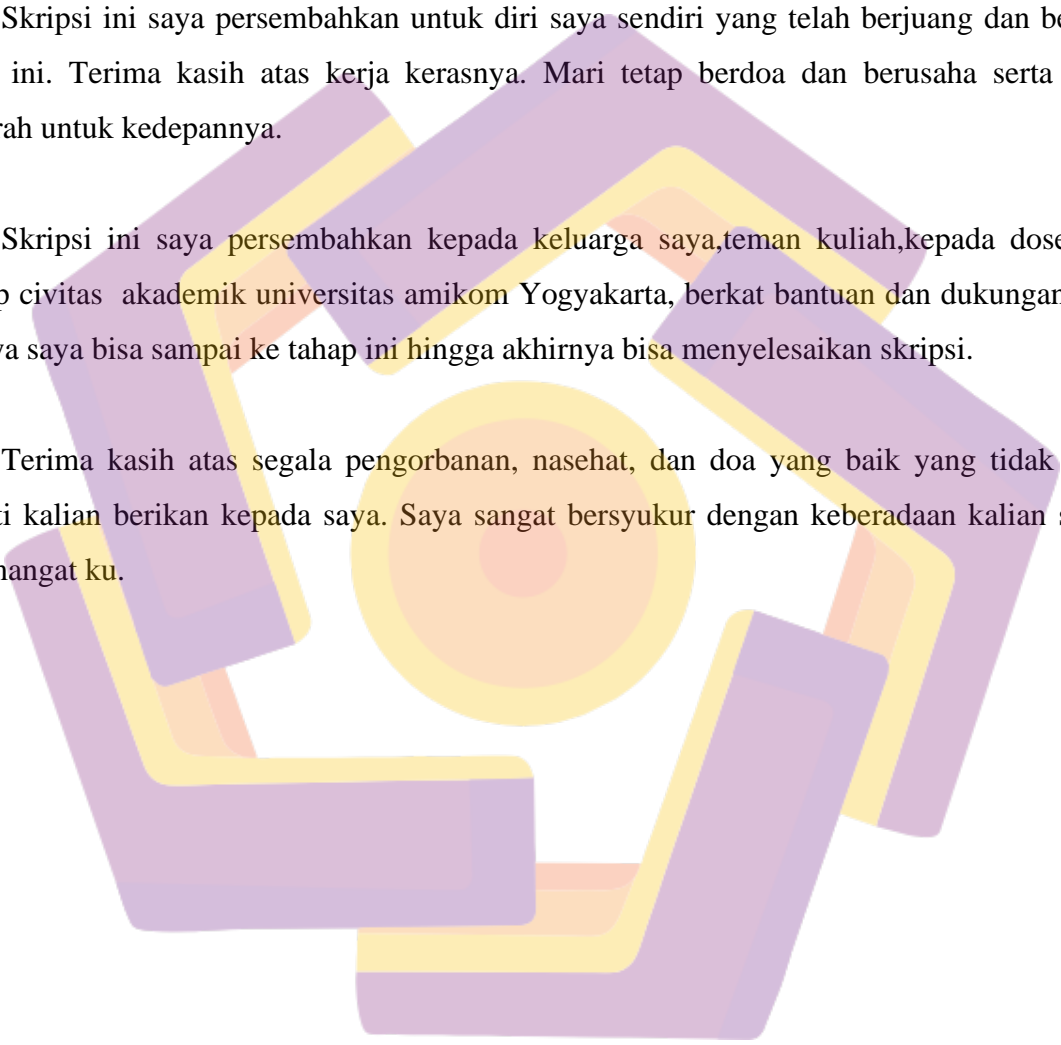 Skripsi ini saya persembahkan untuk diri saya sendiri yang telah berjuang dan be
ini. Terima kasih atas kerja kerasnya. Mari tetap berdoa dan berusaha serta
rah untuk kedepannya.
Skripsi ini saya persembahkan kepada keluarga saya,teman kuliah,kepada dose
p civitas akademik universitas amikom Yogyakarta, berkat bantuan dan dukungan
ya saya bisa sampai ke tahap ini hingga akhirnya bisa menyelesaikan skripsi.
Terima kasih atas segala pengorbanan, nasehat, dan doa yang baik yang tidak
ti kalian berikan kepada saya. Saya sangat bersyukur dengan keberadaan kalian s
mangat ku.